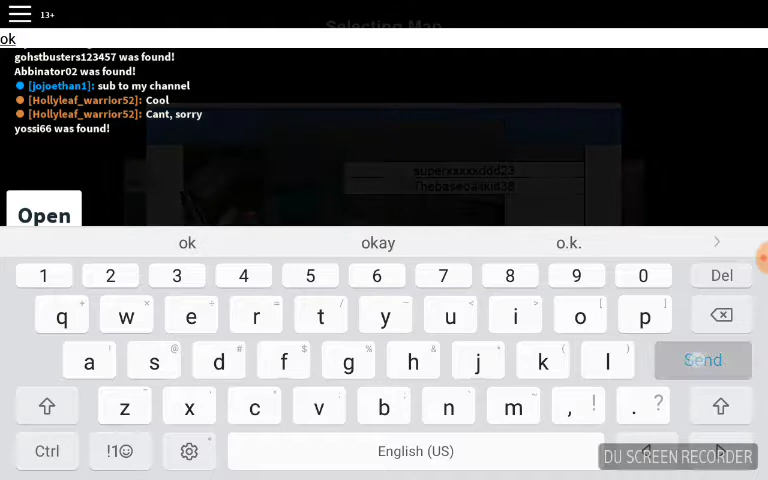 13+
Selecting Map
ok
gohstbusters123457 was found!
Abbinator02 was found!
[jojoethan1]: sub to my channel
[Hollyleaf_warrior52]: Cool
[Hollyleaf_warrior52]: Cant, sorry
yossi66 was found!
superxxxxxddd23
Open
ok okay o.k.
1 2 3 4 5 6 7 8 9 0 Del
q w e r t y u i o p
a s d f g h j k l Send
z x c v b n m , ! . ?
Ctrl !1☺ English (US)
DU SCREEN RECORDER